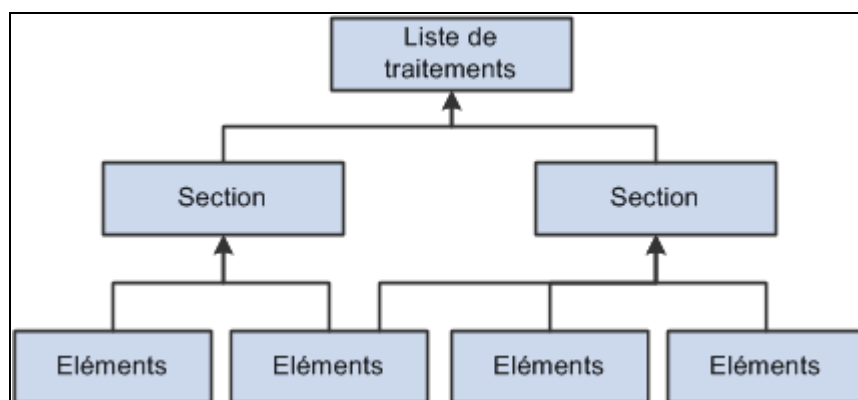 Liste de
traitements
Section
Section
Eléments
Eléments
Eléments
Eléments